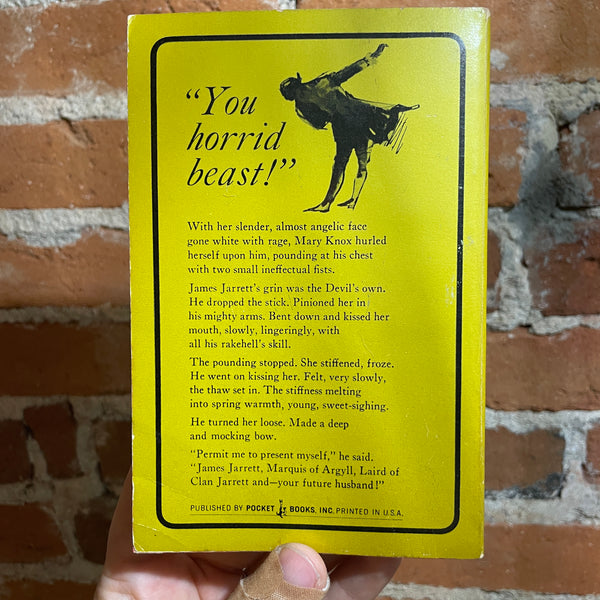 “You
horrid
beast!”
With her slender, almost angelic face
gone white with rage, Mary Knox hurled
herself upon him, pounding at his chest
with two small ineffectual fists.
James Jarrett's grin was the Devil's own.
He dropped the stick. Pinioned her in
his mighty arms. Bent down and kissed her
mouth, slowly, lingeringly, with
all his rakehell's skill.
The pounding stopped. She stiffened, froze.
He went on kissing her. Felt, very slowly,
the thaw set in. The stiffness melting
into spring warmth, young, sweet-sighing.
He turned her loose. Made a deep
and mocking bow.
“Permit me to present myself,” he said.
“James Jarrett, Marquis of Argyll, Laird of
Clan Jarrett and—your future husband!”
PUBLISHED BY POCKET BOOKS, INC. PRINTED IN U.S.A.